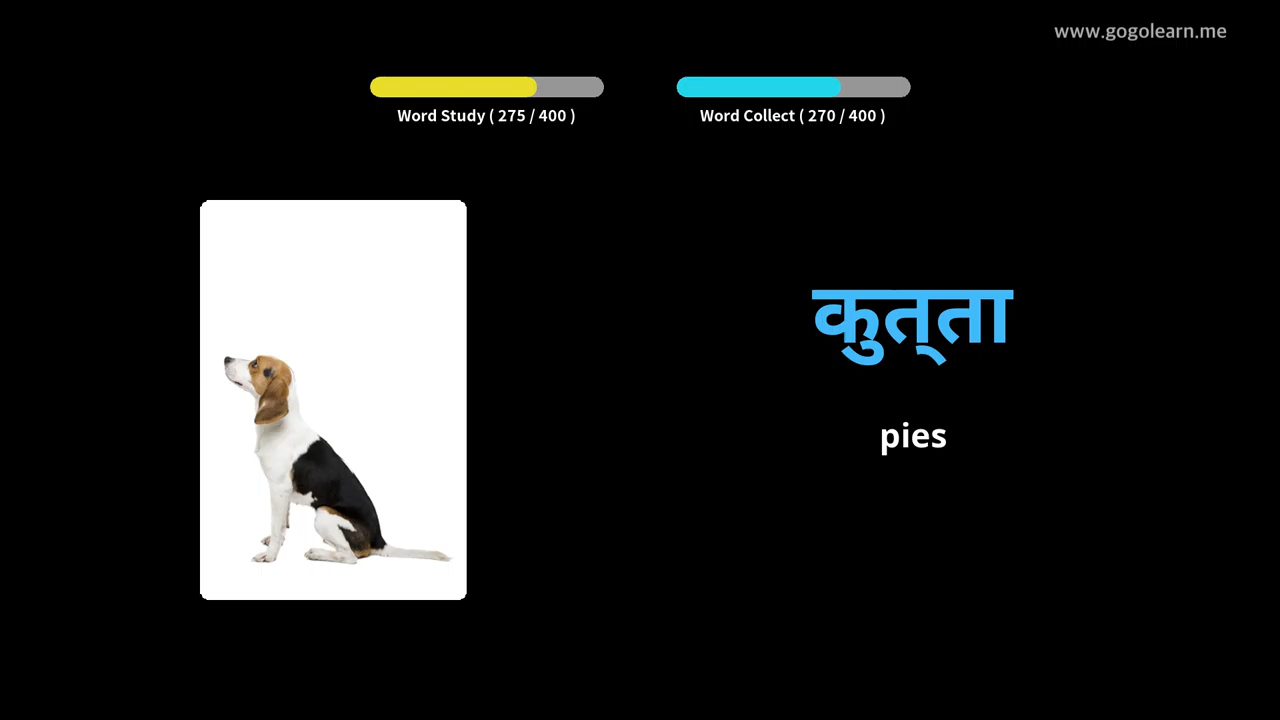 www.gogolearn.me
Word Study ( 275 / 400 )
Word Collect ( 270 / 400 )
कुत्‌ता
pies